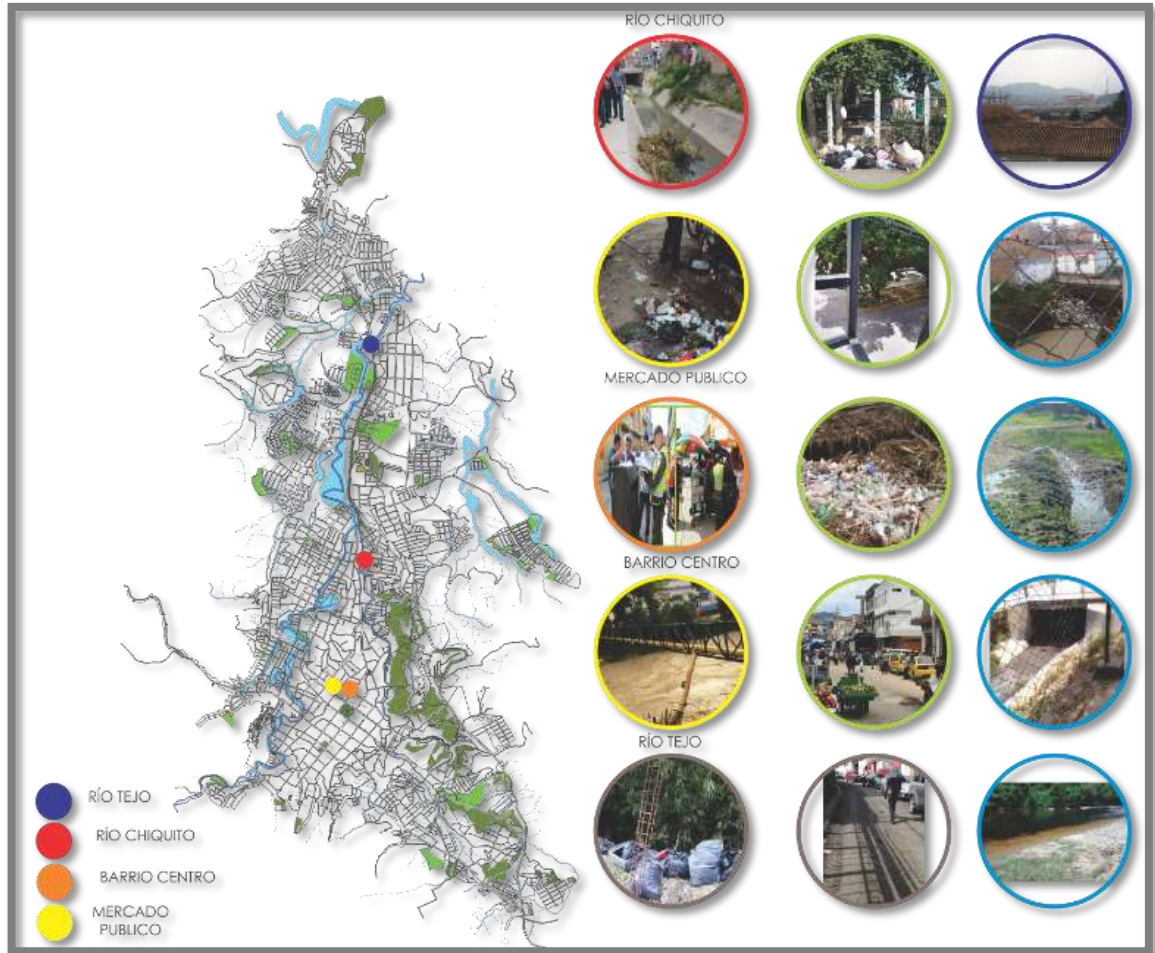 RÍO CHIQUITO
MERCADO PUBLICO
BARRIO CENTRO
RÍO TEJO
RÍO TEJO
RÍO CHIQUITO
BARRIO CENTRO
MERCADO
PUBLICO